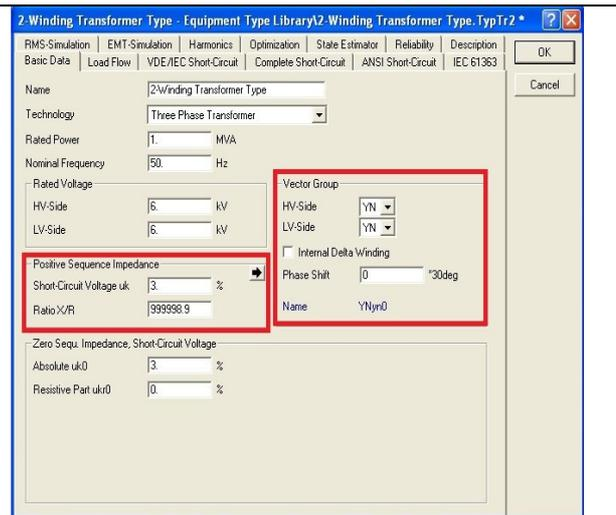 2-Winding Transformer Type - Equipment Type Library\2-Winding Transformer Type.TypTr2 *
RMS-Simulation EMT-Simulation Harmonics Optimization State Estimator Reliability Description
Basic Data Load Flow VDE/IEC Short-Circuit Complete Short-Circuit ANSI Short-Circuit IEC 61363
OK
Cancel
Name 2-Winding Transformer Type
Technology Three Phase Transformer
Rated Power 1. MVA
Nominal Frequency 50. Hz
Rated Voltage
HV-Side 6. kV
LV-Side 6. kV
Vector Group
HV-Side YN
LV-Side YN
Internal Delta Winding
Phase Shift 0 *30deg
Name YNyn0
Positive Sequence Impedance
Short-Circuit Voltage uk 3. %
Ratio X/R 999998.9
Zero Sequ. Impedance, Short-Circuit Voltage
Absolute uk0 3. %
Resistive Part ukr0 0. %